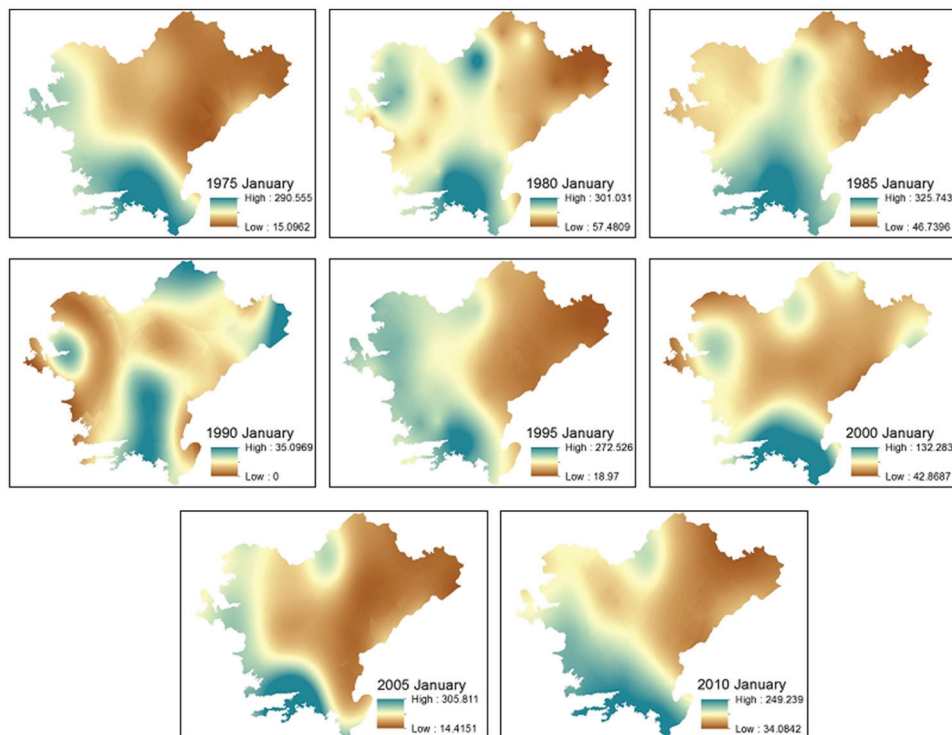 1975 January
High : 290.555
Low : 15.0962
1980 January
High : 301.031
Low : 57.4809
1985 January
High : 325.743
Low : 46.7396
1990 January
High : 35.0969
Low : 0
1995 January
High : 272.526
Low : 18.97
2000 January
High : 132.283
Low : 42.8687
2005 January
High : 305.811
Low : 14.4151
2010 January
High : 249.239
Low : 34.0842